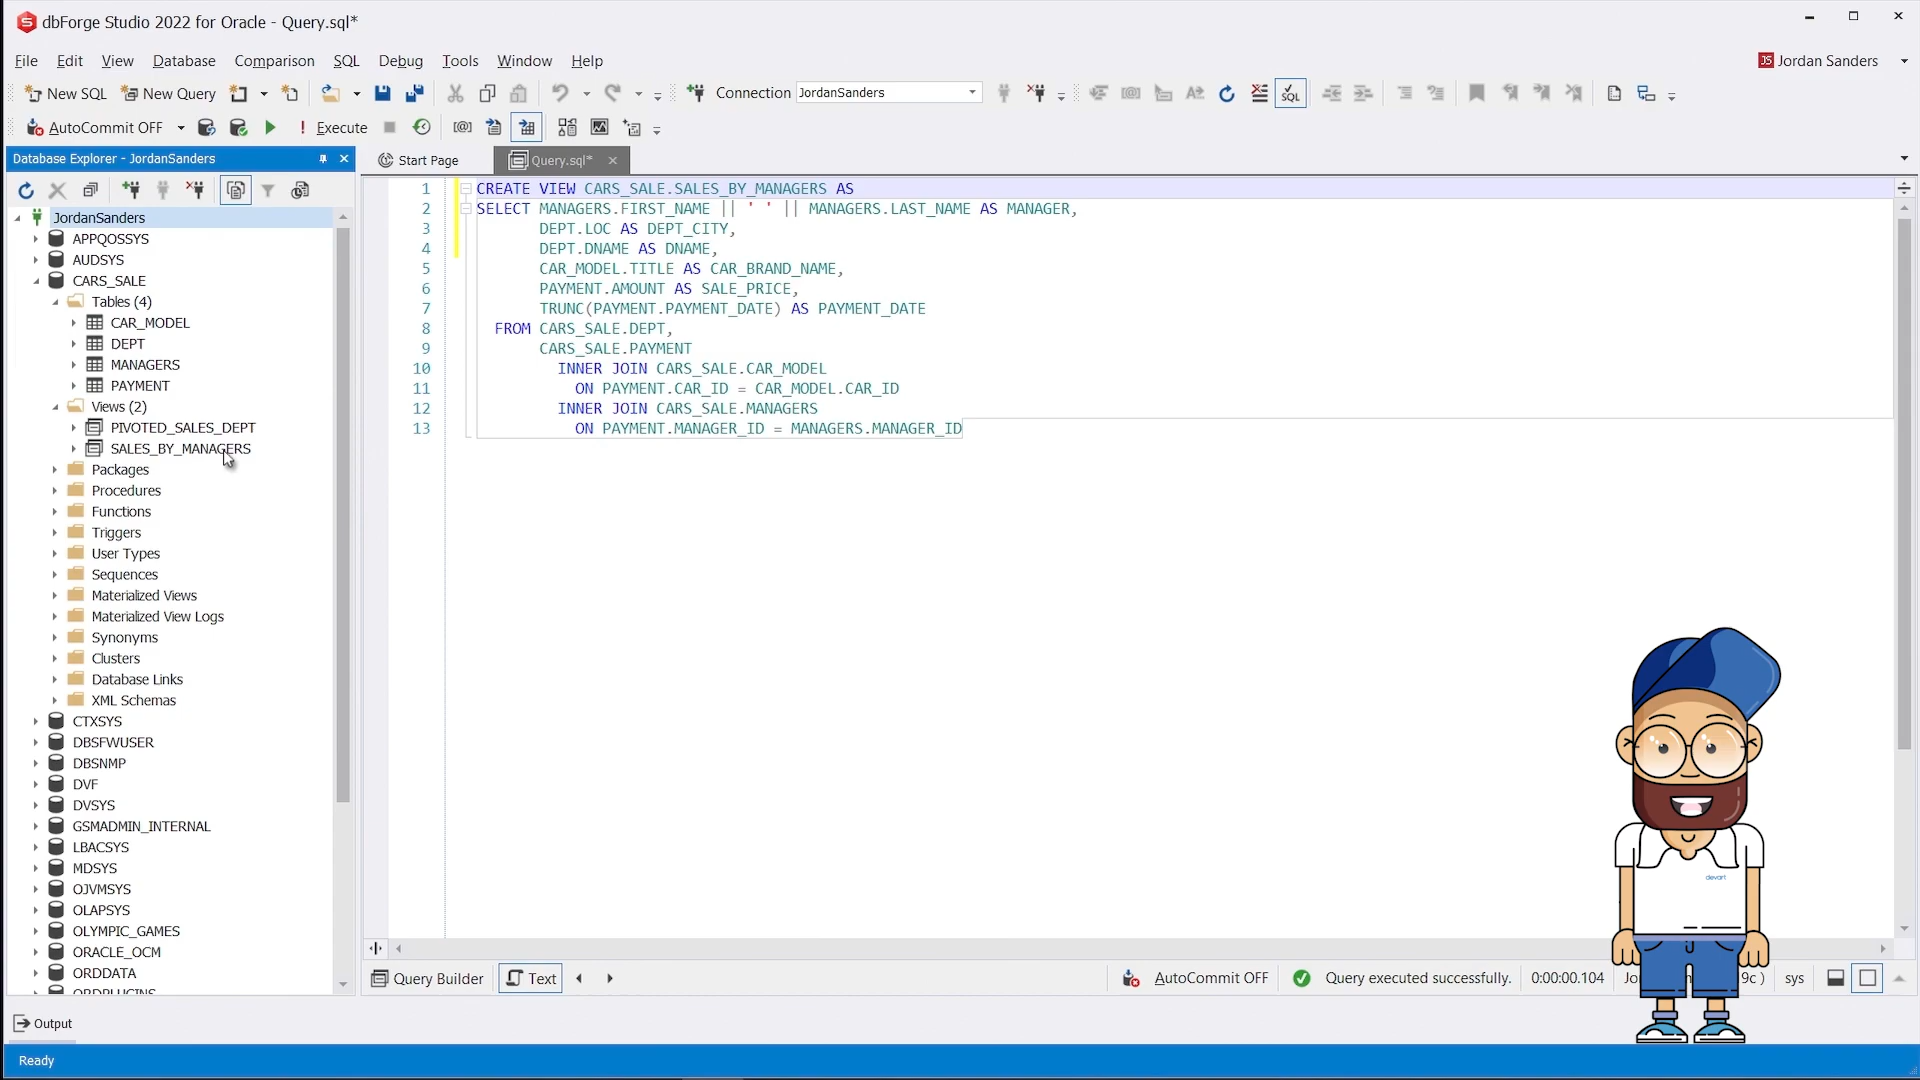 dbForge Studio 2022 for Oracle - Query.sql*
File Edit View Database Comparison SQL Debug Tools Window Help
JS Jordan Sanders
New SQL New Query Connection JordanSanders
AutoCommit OFF Execute
Database Explorer - JordanSanders
Start Page Query.sql*
JordanSanders
APPQOSSYS
AUDSYS
CARS_SALE
Tables (4)
CAR_MODEL
DEPT
MANAGERS
PAYMENT
Views (2)
PIVOTED_SALES_DEPT
SALES_BY_MANAGERS
Packages
Procedures
Functions
Triggers
User Types
Sequences
Materialized Views
Materialized View Logs
Synonyms
Clusters
Database Links
XML Schemas
CTXSYS
DBSFWUSER
DBSNMP
DVF
DVSYS
GSMADMIN_INTERNAL
LBACSYS
MDSYS
OJVMSYS
OLAPSYS
OLYMPIC_GAMES
ORACLE_OCM
ORDDATA
ORDPLUGINS
1 CREATE VIEW CARS_SALE.SALES_BY_MANAGERS AS
2 SELECT MANAGERS.FIRST_NAME || ' ' || MANAGERS.LAST_NAME AS MANAGER,
3 DEPT.LOC AS DEPT_CITY,
4 DEPT.DNAME AS DNAME,
5 CAR_MODEL.TITLE AS CAR_BRAND_NAME,
6 PAYMENT.AMOUNT AS SALE_PRICE,
7 TRUNC(PAYMENT.PAYMENT_DATE) AS PAYMENT_DATE
8 FROM CARS_SALE.DEPT,
9 CARS_SALE.PAYMENT
10 INNER JOIN CARS_SALE.CAR_MODEL
11 ON PAYMENT.CAR_ID = CAR_MODEL.CAR_ID
12 INNER JOIN CARS_SALE.MANAGERS
13 ON PAYMENT.MANAGER_ID = MANAGERS.MANAGER_ID
devart
Query Builder Text
AutoCommit OFF Query executed successfully. 0:00:00.104 9c ) sys
Output
Ready